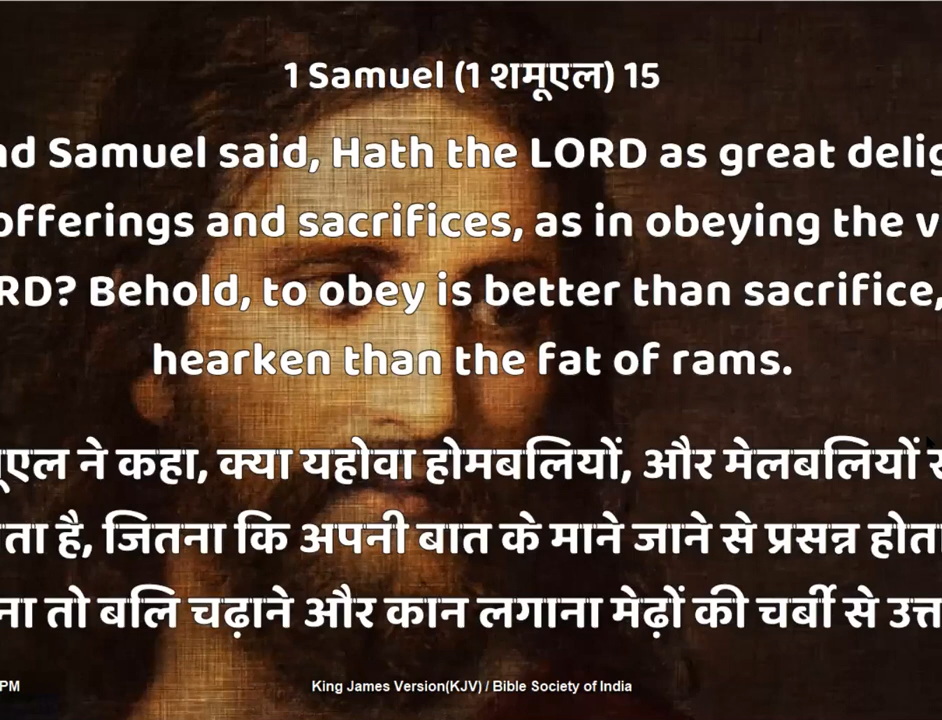 1 Samuel (1 शमूएल) 15
nd Samuel said, Hath the LORD as great delig
offerings and sacrifices, as in obeying the v
RD? Behold, to obey is better than sacrifice,
hearken than the fat of rams.
मूएल ने कहा, क्या यहोवा होमबलियों, और मेलबलियों स
ता है, जितना कि अपनी बात के माने जाने से प्रसन्न होता
ना तो बलि चढ़ाने और कान लगाना मेढ़ों की चर्बी से उत्त
PM
King James Version(KJV) / Bible Society of India